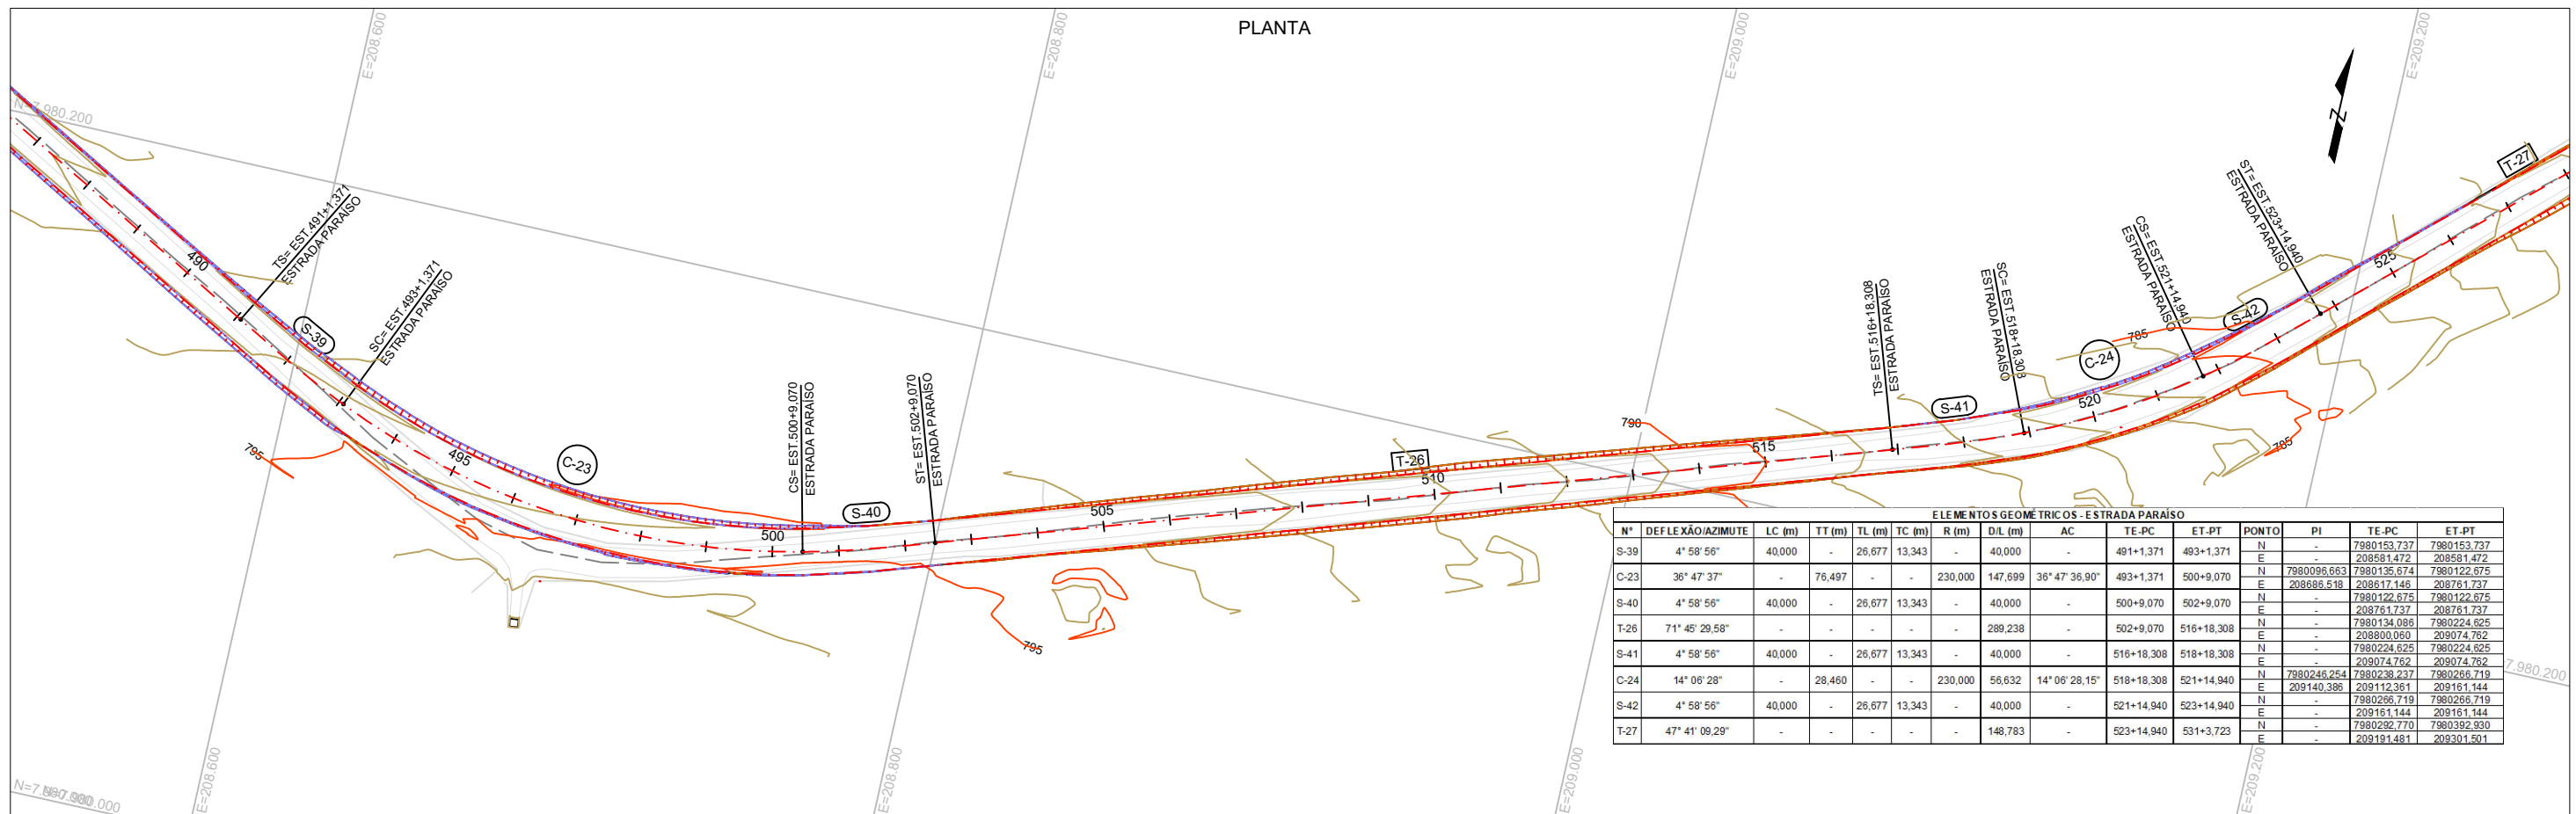 PLANTA
E=208.600
E=208.800
E=209.000
E=209.200
N=7.980.200
TS= EST.491+1,371
ESTRADA PARAÍSO
SC= EST.493+1,371
ESTRADA PARAÍSO
CS= EST.500+9,070
ESTRADA PARAÍSO
ST= EST.502+9,070
ESTRADA PARAÍSO
TS= EST.516+18,308
ESTRADA PARAÍSO
SC= EST.518+18,308
ESTRADA PARAÍSO
CS= EST.521+14,940
ESTRADA PARAÍSO
ST= EST.523+14,940
ESTRADA PARAÍSO
Z
T-27
490
S-39
795
495
C-23
500
S-40
505
T-26
510
790
515
S-41
520
C-24
785
S-42
525
785
795
ELEMENTOS GEOMÉTRICOS - ESTRADA PARAÍSO
N° DEFLEXÃO/AZIMUTE LC (m) TT (m) TL (m) TC (m) R (m) D/L (m) AC TE-PC ET-PT PONTO PI TE-PC ET-PT
S-39 4° 58' 56" 40,000 - 26,677 13,343 - 40,000 - 491+1,371 493+1,371 N - 7980153,737 7980153,737
E - 208581,472 208581,472
C-23 36° 47' 37" - 76,497 - - 230,000 147,699 36° 47' 36,90" 493+1,371 500+9,070 N 7980096,663 7980135,674 7980122,675
E 208686,518 208617,146 208761,737
S-40 4° 58' 56" 40,000 - 26,677 13,343 - 40,000 - 500+9,070 502+9,070 N - 7980122,675 7980122,675
E - 208761,737 208761,737
T-26 71° 45' 29,58" - - - - - 289,238 - 502+9,070 516+18,308 N - 7980134,086 7980224,625
E - 208800,060 209074,762
S-41 4° 58' 56" 40,000 - 26,677 13,343 - 40,000 - 516+18,308 518+18,308 N - 7980224,625 7980224,625
E - 209074,762 209074,762
C-24 14° 06' 28" - 28,460 - - 230,000 56,632 14° 06' 28,15" 518+18,308 521+14,940 N 7980246,254 7980238,237 7980266,719
E 209140,386 209112,361 209161,144
S-42 4° 58' 56" 40,000 - 26,677 13,343 - 40,000 - 521+14,940 523+14,940 N - 7980266,719 7980266,719
E - 209161,144 209161,144
T-27 47° 41' 09,29" - - - - - 148,783 - 523+14,940 531+3,723 N - 7980292,770 7980392,930
E - 209191,481 209301,501
7.980.200
E=208.600
E=208.800
E=209.000
E=209.200